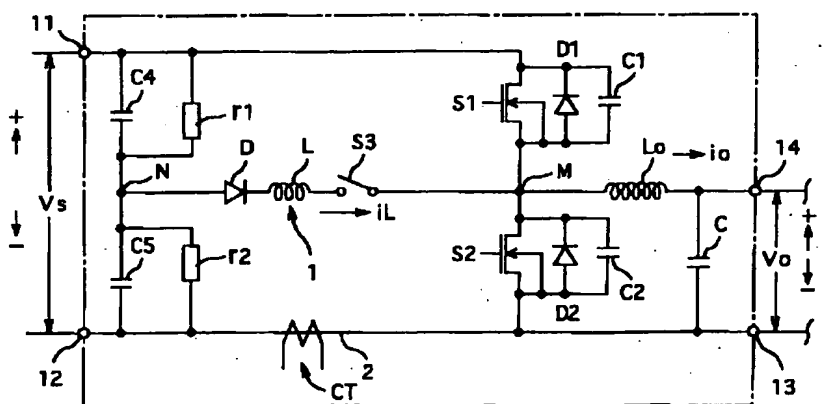 11
C4
r1
D1
C1
S1
+
Vs
-
N
D
L
S3
iL
1
M
Lo
io
14
C5
r2
S2
D2
C2
C
+
Vo
-
12
CT
2
13